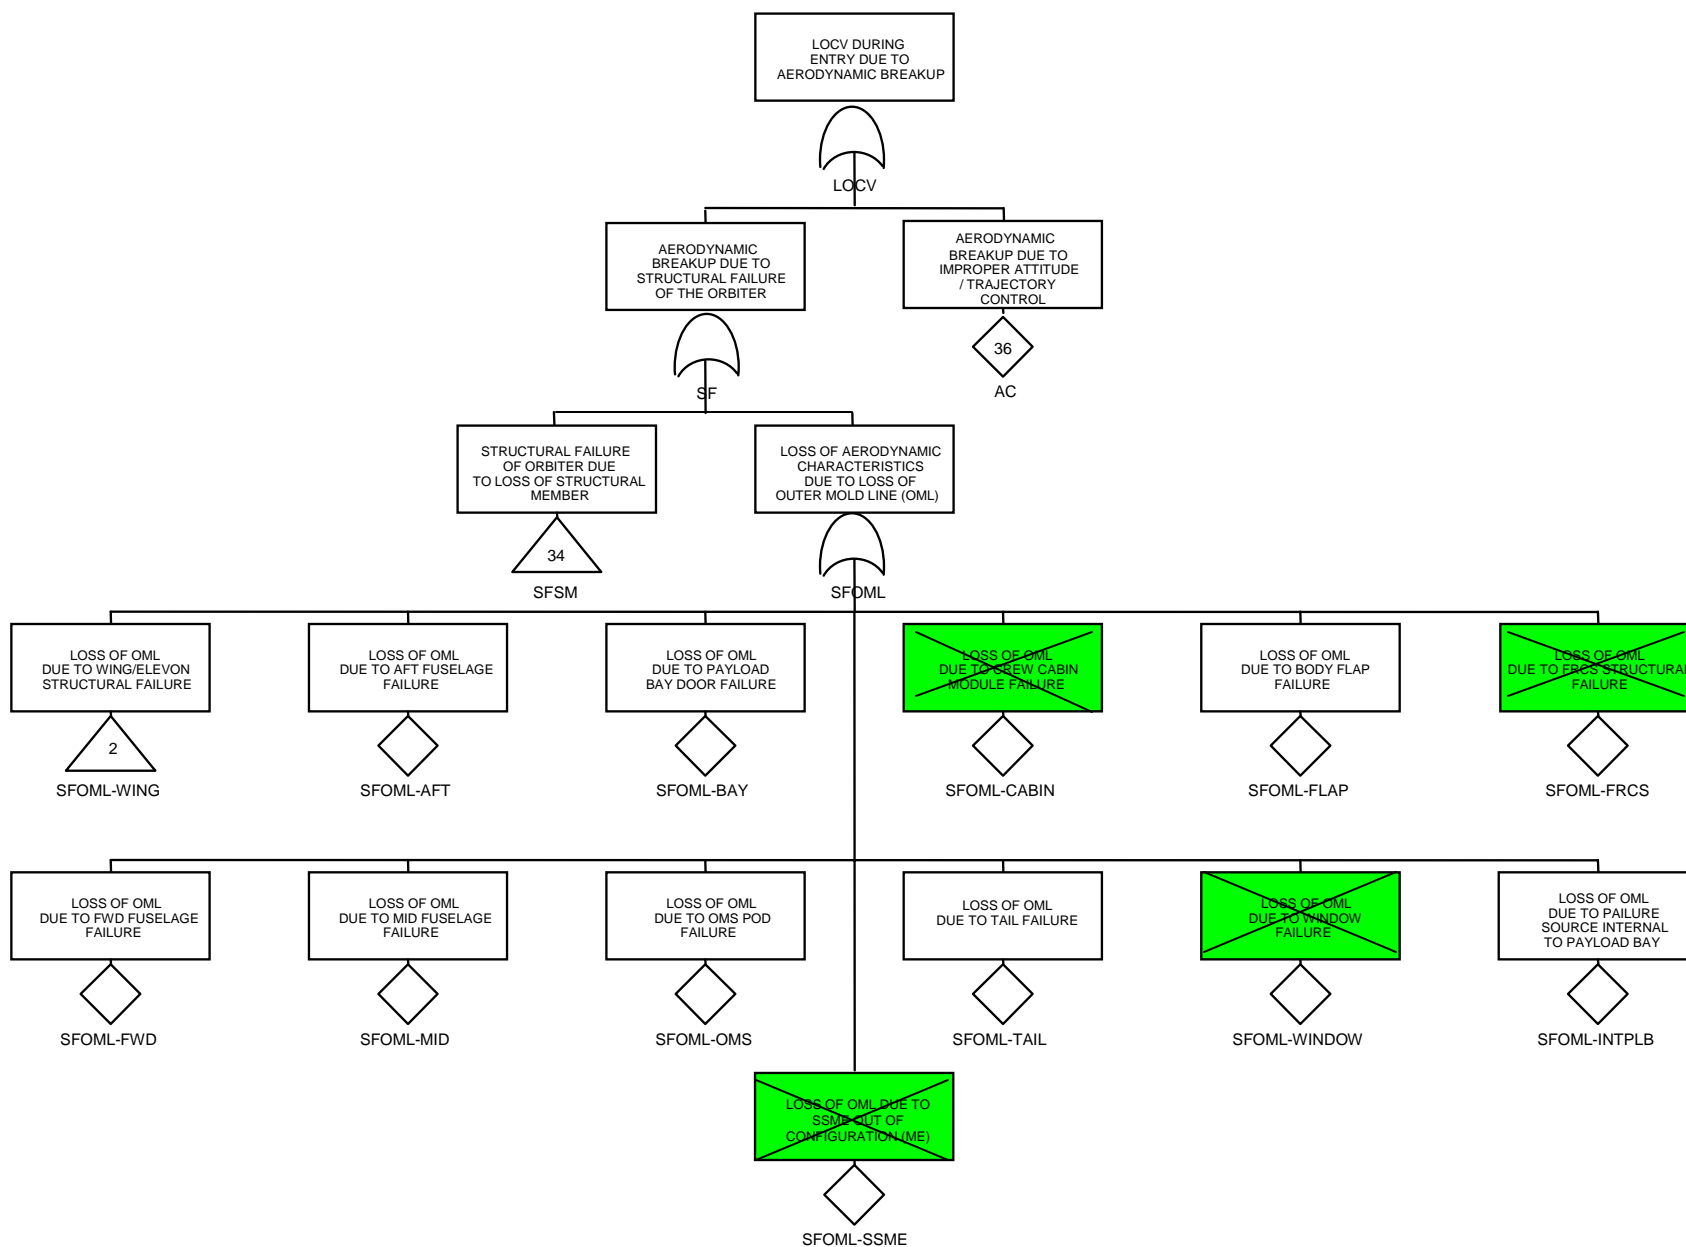 LOCV DURING
ENTRY DUE TO
AERODYNAMIC BREAKUP
LOCV
AERODYNAMIC
BREAKUP DUE TO
STRUCTURAL FAILURE
OF THE ORBITER
SF
AERODYNAMIC
BREAKUP DUE TO
IMPROPER ATTITUDE
/ TRAJECTORY
CONTROL
36
AC
STRUCTURAL FAILURE
OF ORBITER DUE
TO LOSS OF STRUCTURAL
MEMBER
34
SFSM
LOSS OF AERODYNAMIC
CHARACTERISTICS
DUE TO LOSS OF
OUTER MOLD LINE (OML)
SFOML
LOSS OF OML
DUE TO WING/ELEVON
STRUCTURAL FAILURE
2
SFOML-WING
LOSS OF OML
DUE TO AFT FUSELAGE
FAILURE
SFOML-AFT
LOSS OF OML
DUE TO PAYLOAD
BAY DOOR FAILURE
SFOML-BAY
LOSS OF OML
DUE TO CREW CABIN
MODULE FAILURE
SFOML-CABIN
LOSS OF OML
DUE TO BODY FLAP
FAILURE
SFOML-FLAP
LOSS OF OML
DUE TO FRCS STRUCTURAL
FAILURE
SFOML-FRCS
LOSS OF OML
DUE TO FWD FUSELAGE
FAILURE
SFOML-FWD
LOSS OF OML
DUE TO MID FUSELAGE
FAILURE
SFOML-MID
LOSS OF OML
DUE TO OMS POD
FAILURE
SFOML-OMS
LOSS OF OML
DUE TO TAIL FAILURE
SFOML-TAIL
LOSS OF OML
DUE TO WINDOW
FAILURE
SFOML-WINDOW
LOSS OF OML
DUE TO PAILURE
SOURCE INTERNAL
TO PAYLOAD BAY
SFOML-INTPLB
LOSS OF OML DUE TO
SSME OUT OF
CONFIGURATION (ME)
SFOML-SSME